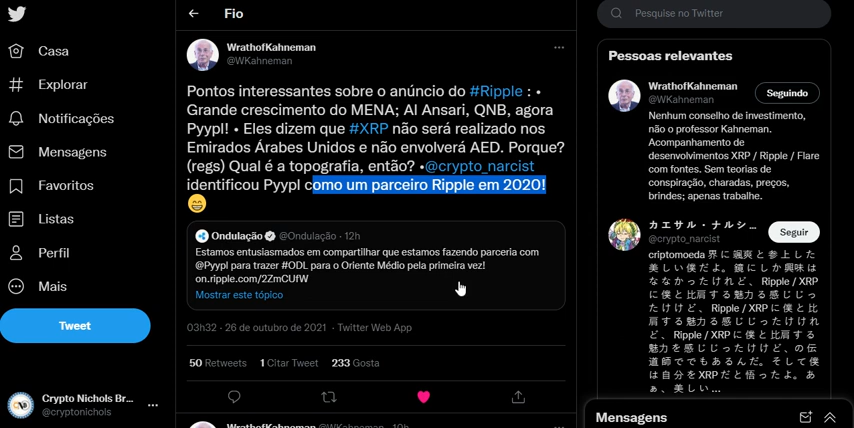 Fio
Pesquise no Twitter
Casa
Explorar
Notificações
Mensagens
Favoritos
Listas
Perfil
Mais
Tweet
Crypto Nichols Br...
@cryptonichols
WrathofKahneman
@WKahneman
Pontos interessantes sobre o anúncio do #Ripple : •
Grande crescimento do MENA; Al Ansari, QNB, agora
Pyypl! • Eles dizem que #XRP não será realizado nos
Emirados Árabes Unidos e não envolverá AED. Porque?
(regs) Qual é a topografia, então? •@crypto_narcist
identificou Pyypl como um parceiro Ripple em 2020!
Ondulação @Ondulação · 12h
Estamos entusiasmados em compartilhar que estamos fazendo parceria com
@Pyypl para trazer #ODL para o Oriente Médio pela primeira vez!
on.ripple.com/2ZmCUfW
Mostrar este tópico
03h32 · 26 de outubro de 2021 · Twitter Web App
50 Retweets 1 Citar Tweet 233 Gosta
WrathofKahneman @WKahneman · 10h
Pessoas relevantes
WrathofKahneman
@WKahneman
Seguindo
Nenhum conselho de investimento,
não o professor Kahneman.
Acompanhamento de
desenvolvimentos XRP / Ripple / Flare
com fontes. Sem teorias de
conspiração, charadas, preços,
brindes; apenas trabalhe.
カエサル・ナルシ...
@crypto_narcist
Seguir
criptomoeda 界に颯爽と参上した
美しい僕だよ。鏡にしか興味は
ななかったけれど、Ripple / XRP
に僕と比肩する魅力を感じじっ
たけけど、Ripple / XRP に僕と比
肩する魅力を感じじったけけれ
ど、Ripple / XRP に僕と比肩する
魅力を感じじったけど、の伝
道師でであるんだ。そして僕
は自分をXRPだと悟ったよ。あ
ぁ、美しい...
Mensagens